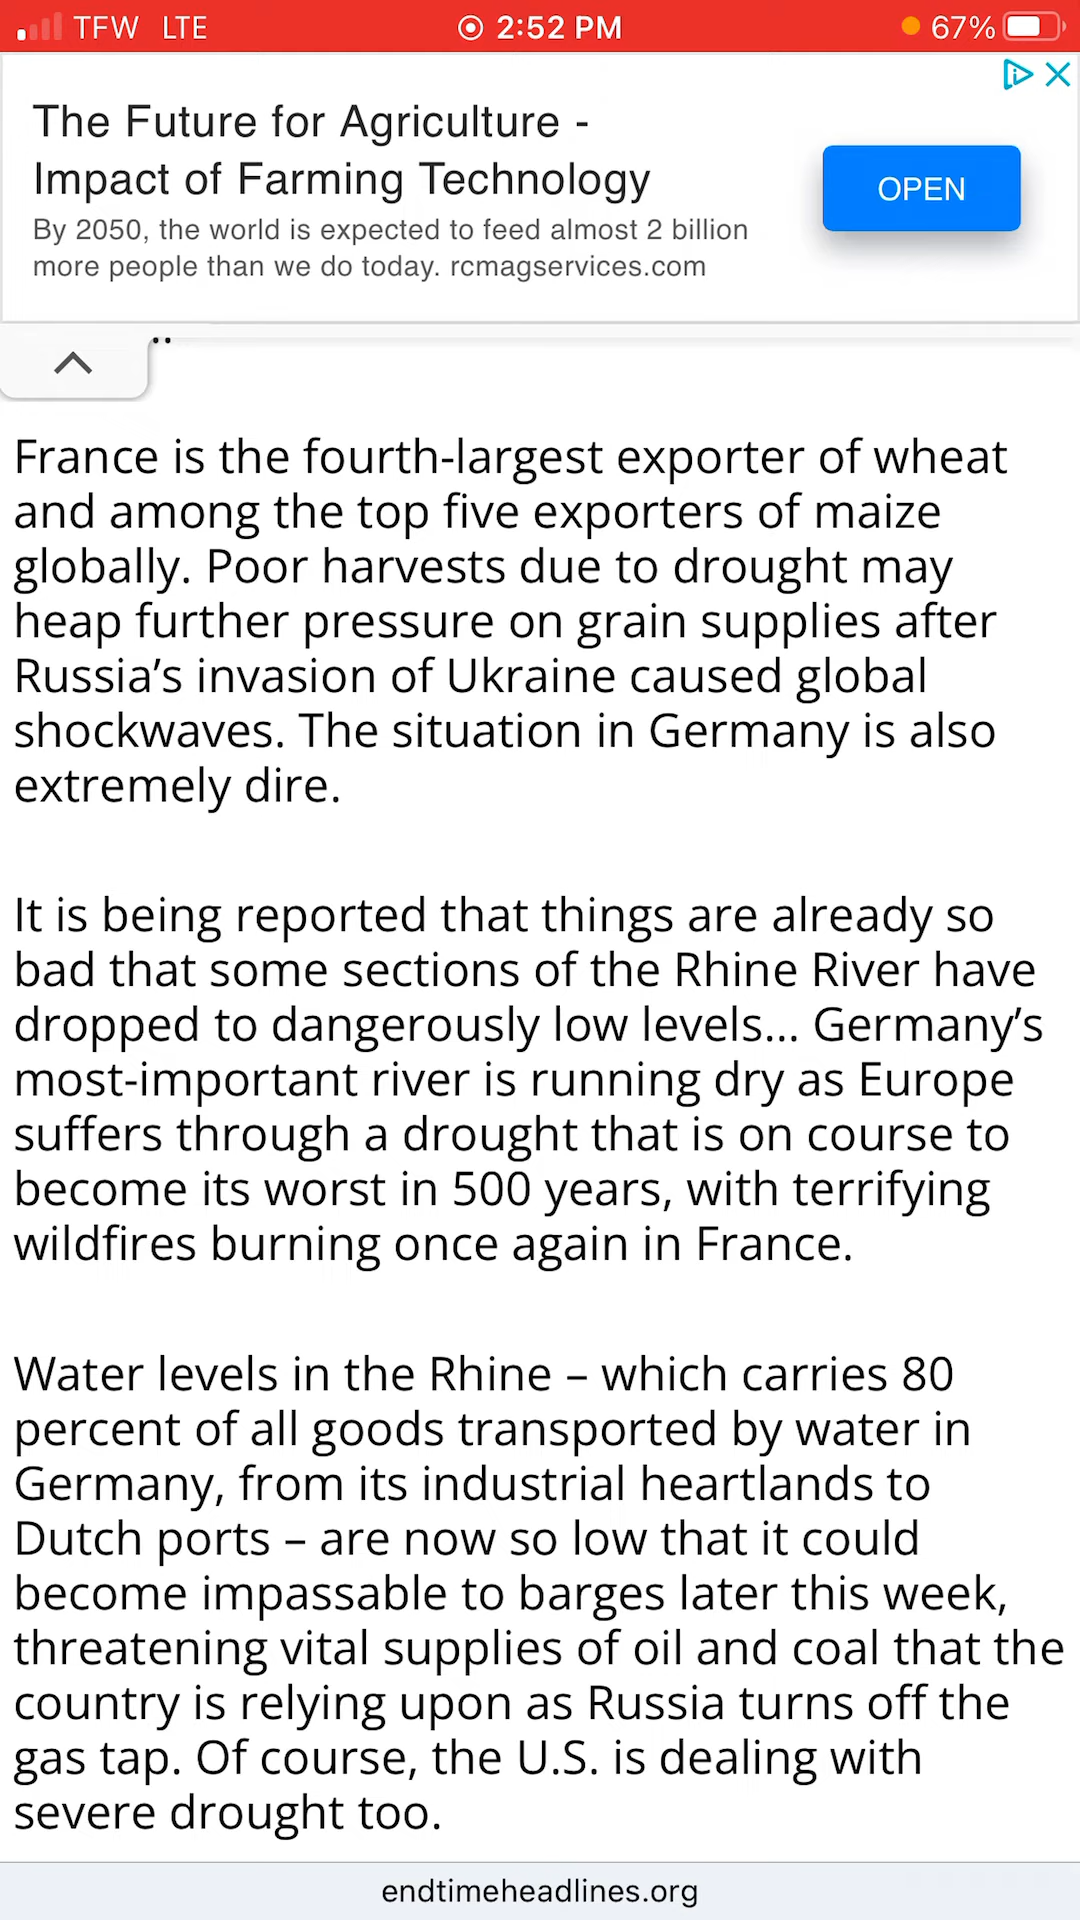 TFW LTE 2:52 PM 67%
The Future for Agriculture -
Impact of Farming Technology
By 2050, the world is expected to feed almost 2 billion
more people than we do today. rcmagservices.com
OPEN
France is the fourth-largest exporter of wheat
and among the top five exporters of maize
globally. Poor harvests due to drought may
heap further pressure on grain supplies after
Russia’s invasion of Ukraine caused global
shockwaves. The situation in Germany is also
extremely dire.
It is being reported that things are already so
bad that some sections of the Rhine River have
dropped to dangerously low levels... Germany’s
most-important river is running dry as Europe
suffers through a drought that is on course to
become its worst in 500 years, with terrifying
wildfires burning once again in France.
Water levels in the Rhine – which carries 80
percent of all goods transported by water in
Germany, from its industrial heartlands to
Dutch ports – are now so low that it could
become impassable to barges later this week,
threatening vital supplies of oil and coal that the
country is relying upon as Russia turns off the
gas tap. Of course, the U.S. is dealing with
severe drought too.
endtimeheadlines.org